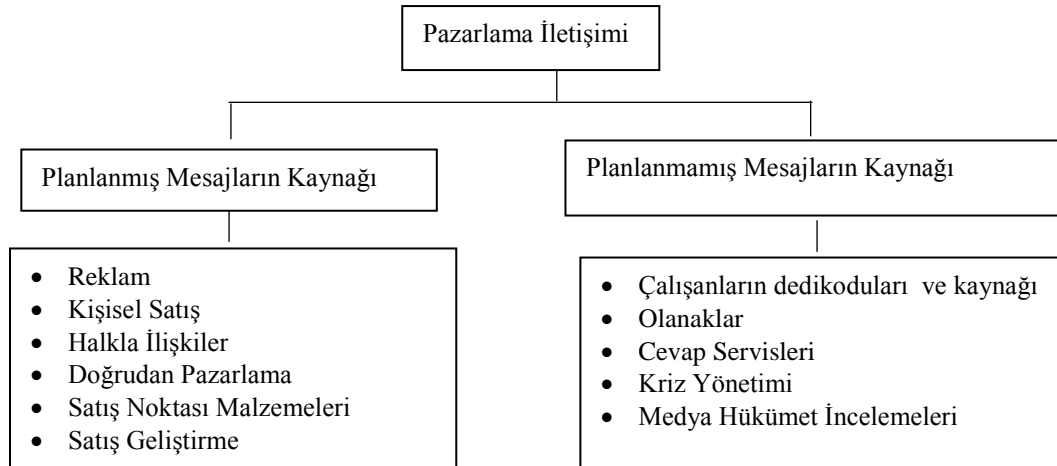 Pazarlama İletişimi
Planlanmış Mesajların Kaynağı
Planlanmamış Mesajların Kaynağı
• Reklam
• Kişisel Satış
• Halkla İlişkiler
• Doğrudan Pazarlama
• Satış Noktası Malzemeleri
• Satış Geliştirme
• Çalışanların dedikoduları ve kaynağı
• Olanaklar
• Cevap Servisleri
• Kriz Yönetimi
• Medya Hükümet İncelemeleri